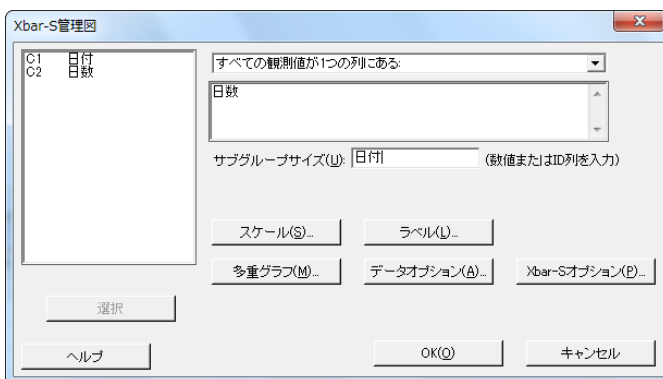 Xbar-S管理図
C1 日付
C2 日数
すべての観測値が1つの列にある:
日数
サブグループサイズ(U): 日付 (数値またはID列を入力)
スケール(S)... ラベル(L)...
多重グラフ(M)... データオプション(A)... Xbar-Sオプション(P)...
選択
ヘルプ OK(O) キャンセル